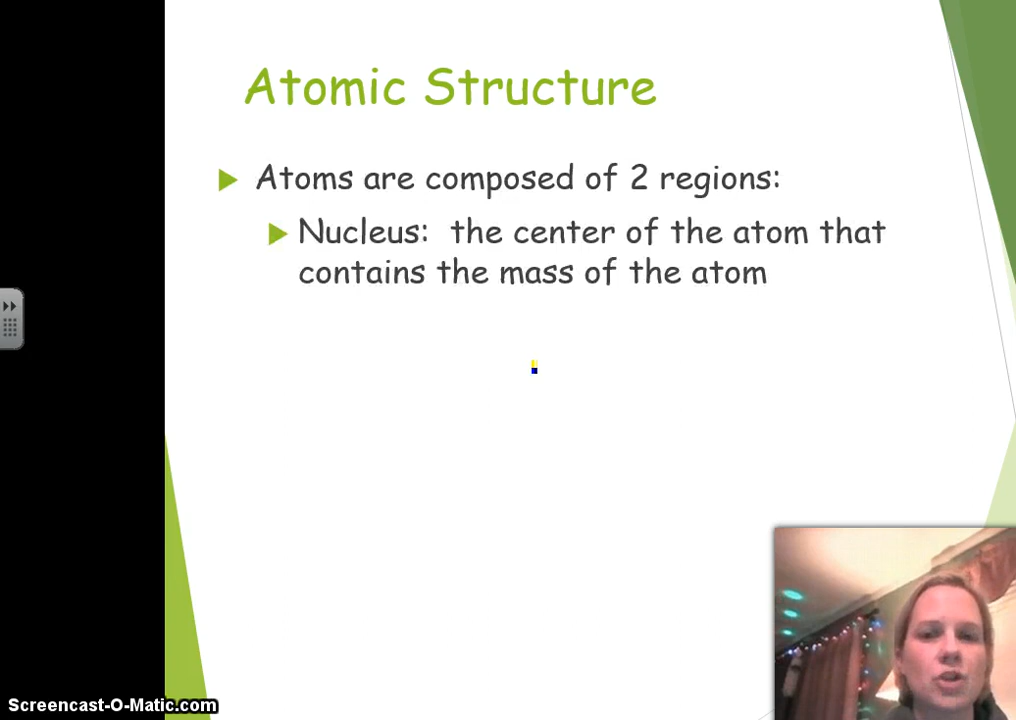 Atomic Structure
Atoms are composed of 2 regions:
Nucleus: the center of the atom that
contains the mass of the atom
Screencast-O-Matic.com